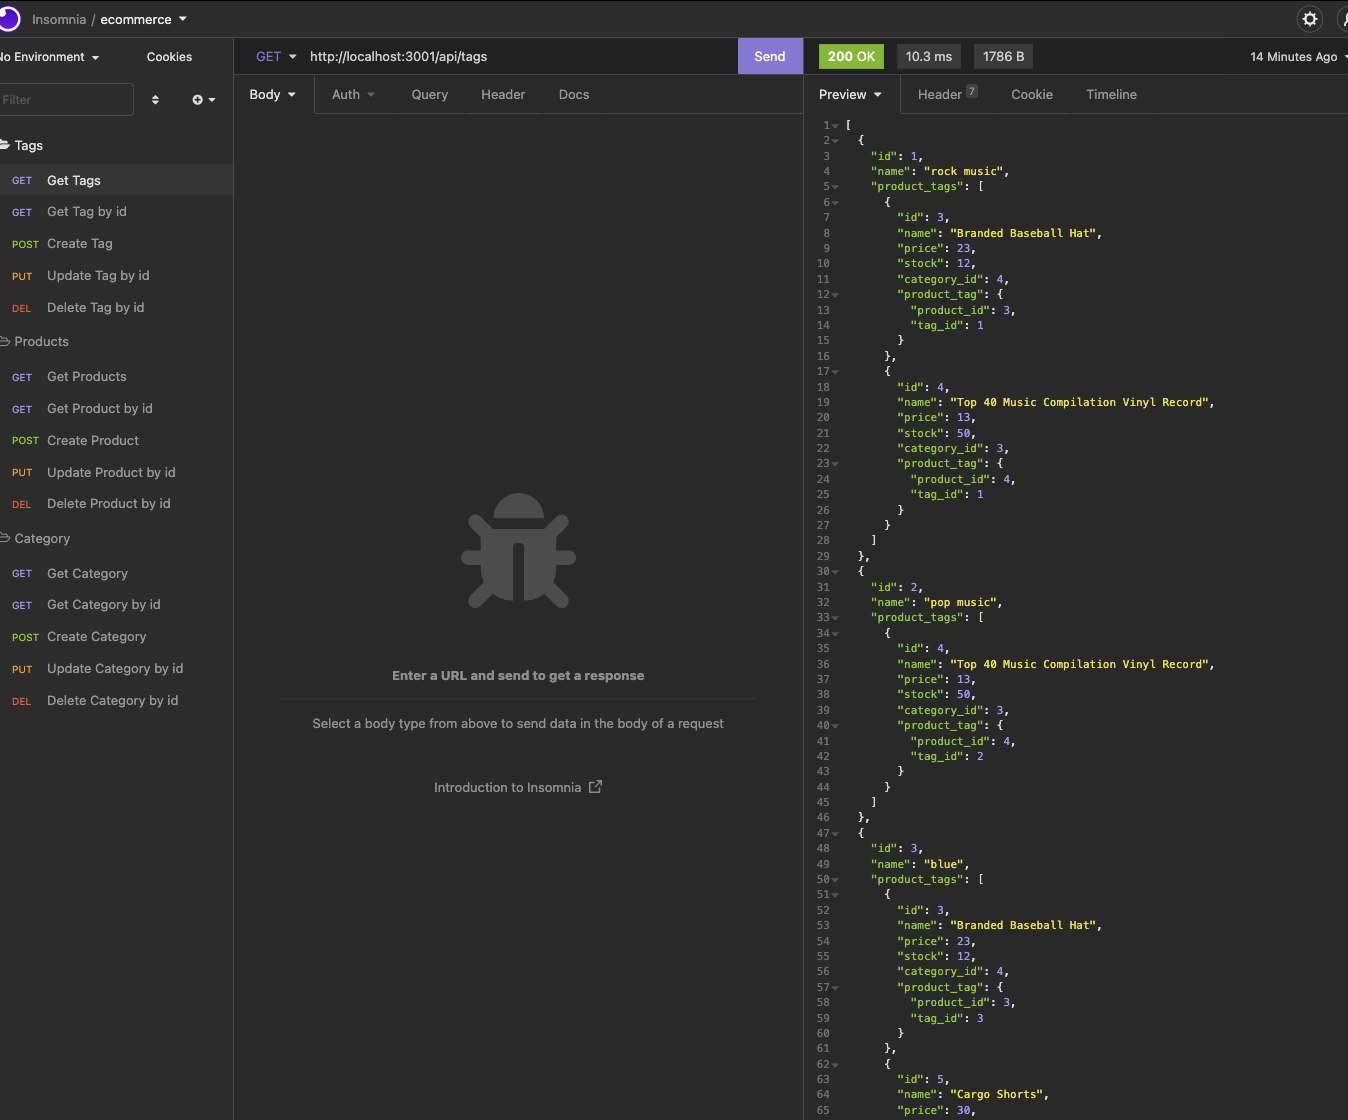 Insomnia / ecommerce
No Environment
Cookies
GET
http://localhost:3001/api/tags
Send
200 OK
10.3 ms
1786 B
14 Minutes Ago
Filter
Body
Auth
Query
Header
Docs
Preview
Header 7
Cookie
Timeline
Tags
GET Get Tags
GET Get Tag by id
POST Create Tag
PUT Update Tag by id
DEL Delete Tag by id
Products
GET Get Products
GET Get Product by id
POST Create Product
PUT Update Product by id
DEL Delete Product by id
Category
GET Get Category
GET Get Category by id
POST Create Category
PUT Update Category by id
DEL Delete Category by id
Enter a URL and send to get a response
Select a body type from above to send data in the body of a request
Introduction to Insomnia
1 [
2 {
3 "id": 1,
4 "name": "rock music",
5 "product_tags": [
6 {
7 "id": 3,
8 "name": "Branded Baseball Hat",
9 "price": 23,
10 "stock": 12,
11 "category_id": 4,
12 "product_tag": {
13 "product_id": 3,
14 "tag_id": 1
15 }
16 },
17 {
18 "id": 4,
19 "name": "Top 40 Music Compilation Vinyl Record",
20 "price": 13,
21 "stock": 50,
22 "category_id": 3,
23 "product_tag": {
24 "product_id": 4,
25 "tag_id": 1
26 }
27 }
28 ]
29 },
30 {
31 "id": 2,
32 "name": "pop music",
33 "product_tags": [
34 {
35 "id": 4,
36 "name": "Top 40 Music Compilation Vinyl Record",
37 "price": 13,
38 "stock": 50,
39 "category_id": 3,
40 "product_tag": {
41 "product_id": 4,
42 "tag_id": 2
43 }
44 }
45 ]
46 },
47 {
48 "id": 3,
49 "name": "blue",
50 "product_tags": [
51 {
52 "id": 3,
53 "name": "Branded Baseball Hat",
54 "price": 23,
55 "stock": 12,
56 "category_id": 4,
57 "product_tag": {
58 "product_id": 3,
59 "tag_id": 3
60 }
61 },
62 {
63 "id": 5,
64 "name": "Cargo Shorts",
65 "price": 30,